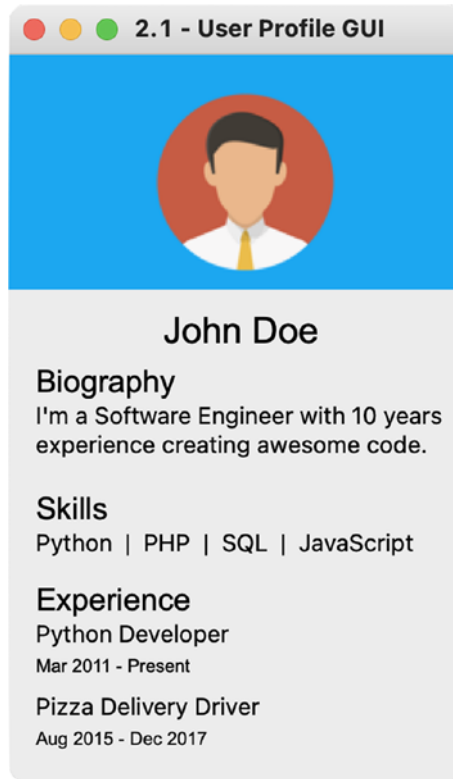 2.1 - User Profile GUI
John Doe
Biography
I'm a Software Engineer with 10 years
experience creating awesome code.
Skills
Python | PHP | SQL | JavaScript
Experience
Python Developer
Mar 2011 - Present
Pizza Delivery Driver
Aug 2015 - Dec 2017